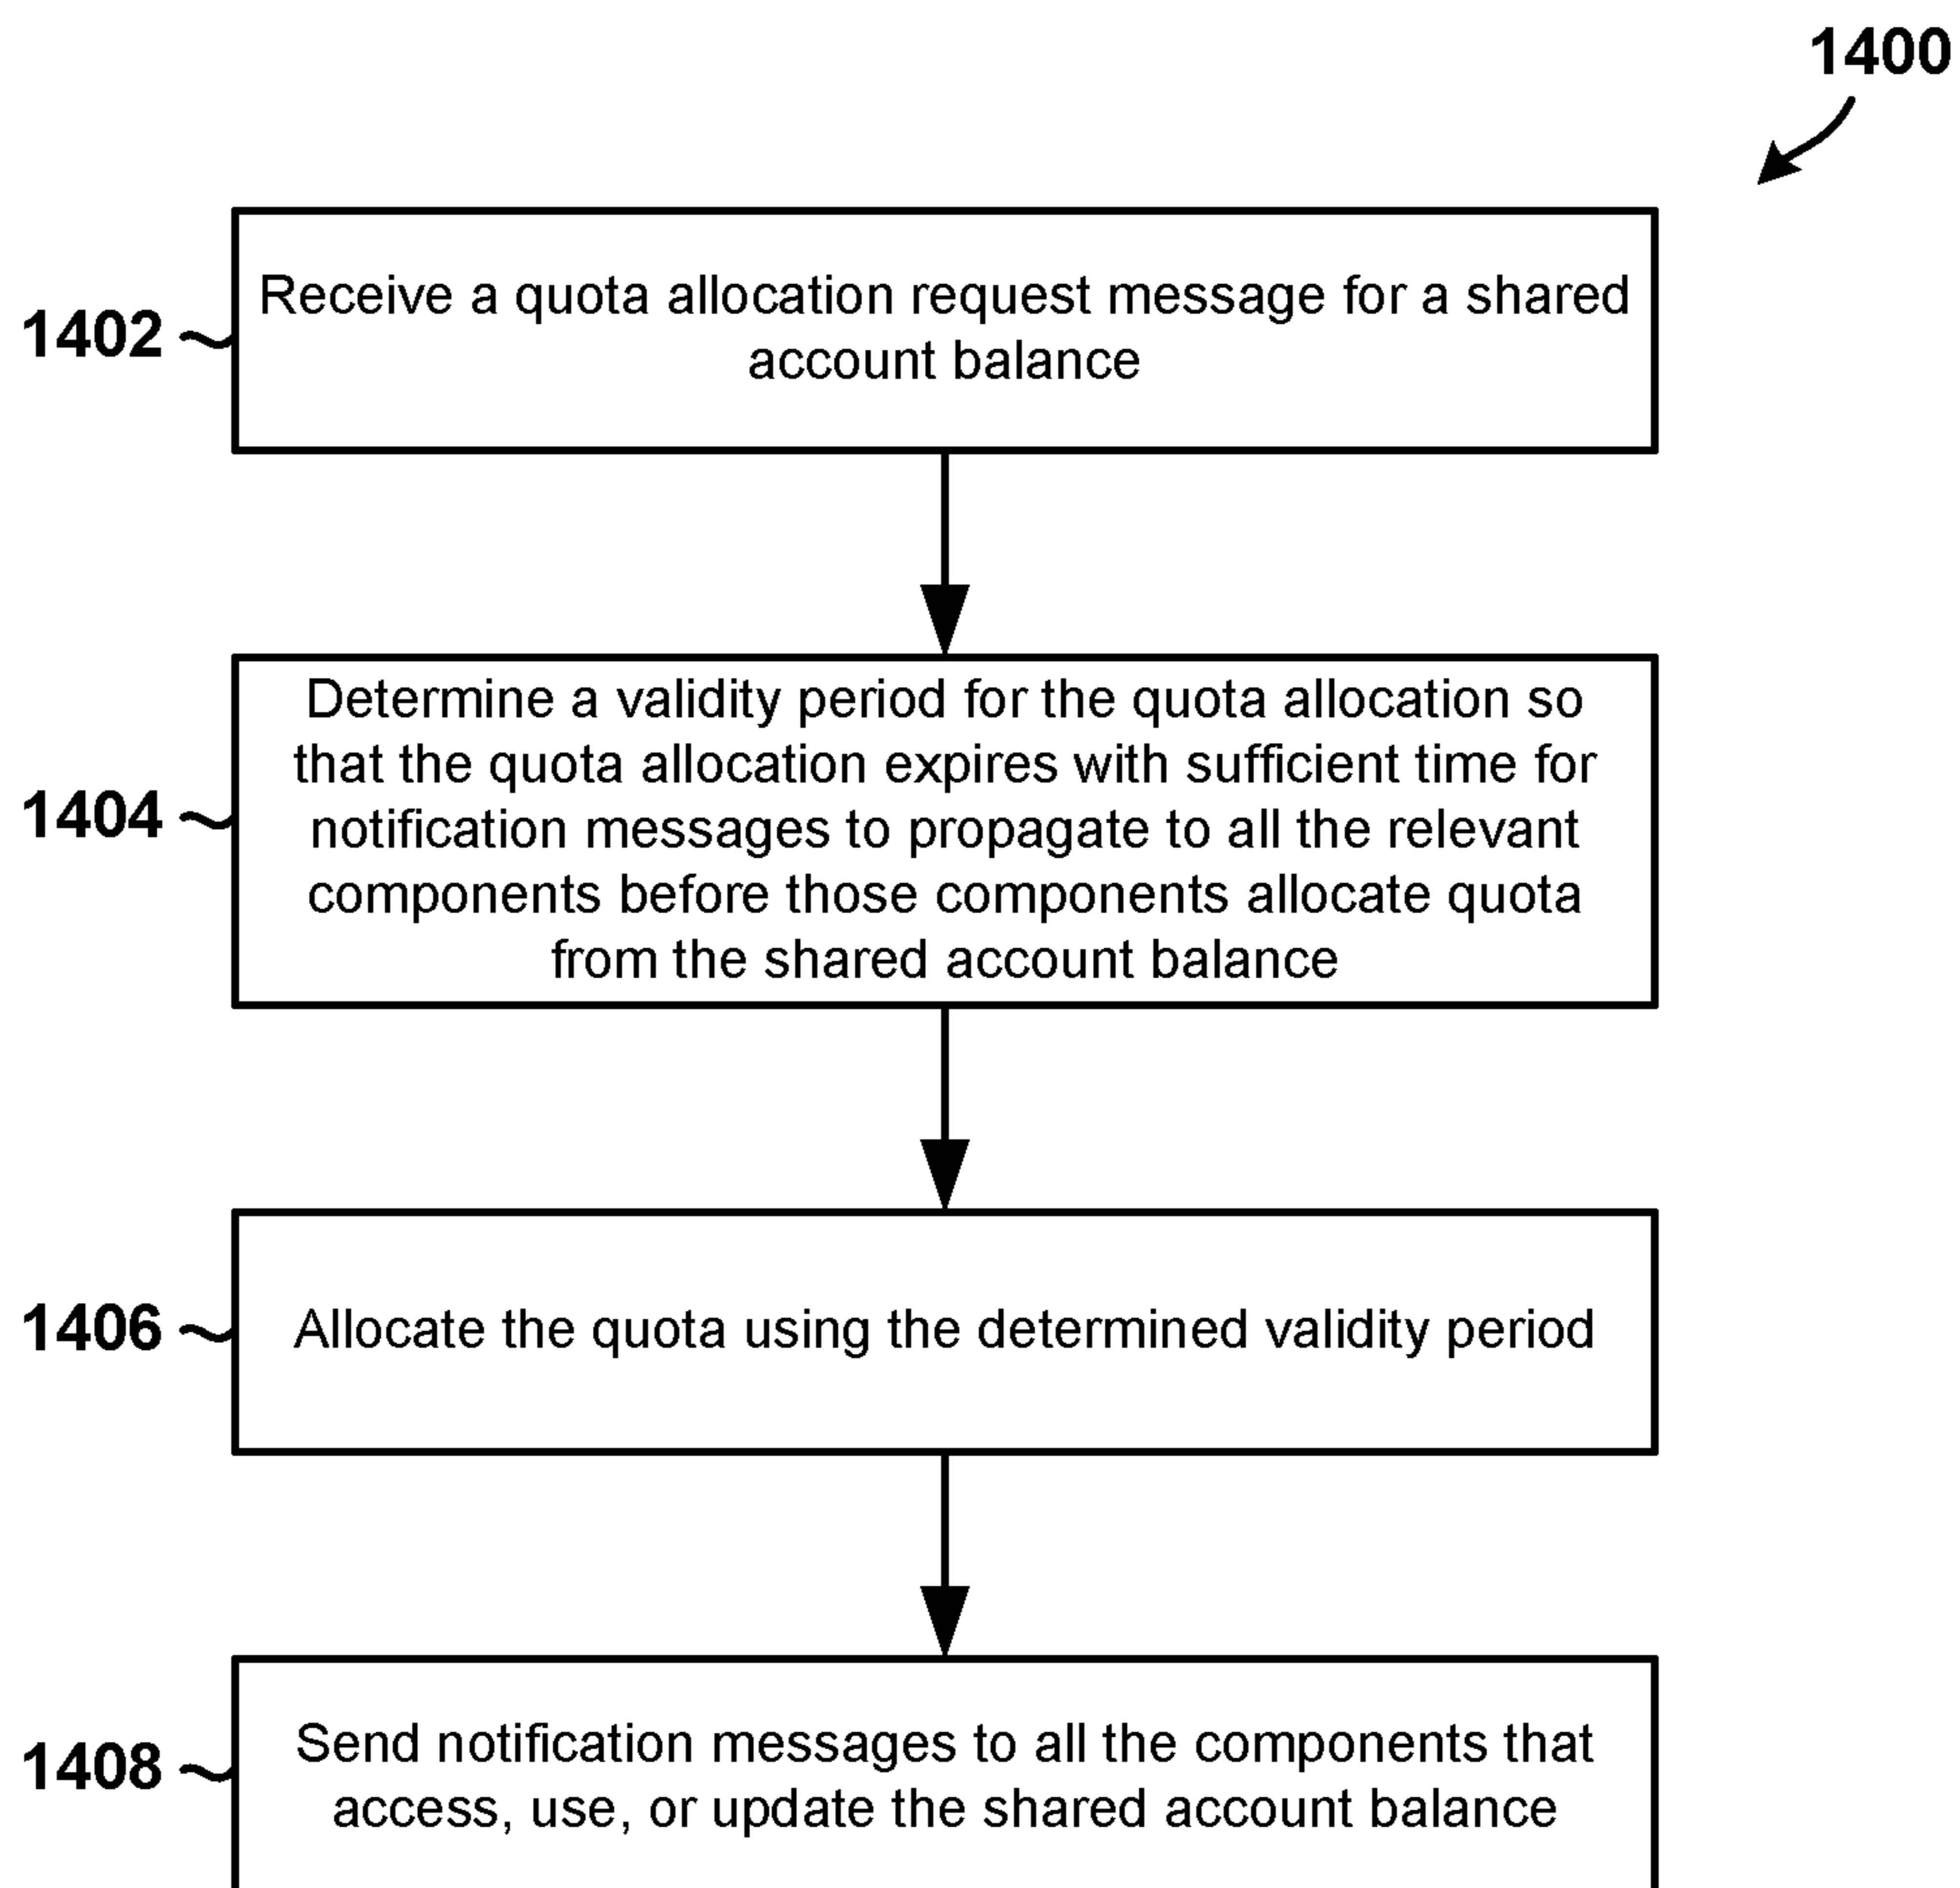 1400
1402
Receive a quota allocation request message for a shared
account balance
1404
Determine a validity period for the quota allocation so
that the quota allocation expires with sufficient time for
notification messages to propagate to all the relevant
components before those components allocate quota
from the shared account balance
1406
Allocate the quota using the determined validity period
1408
Send notification messages to all the components that
access, use, or update the shared account balance